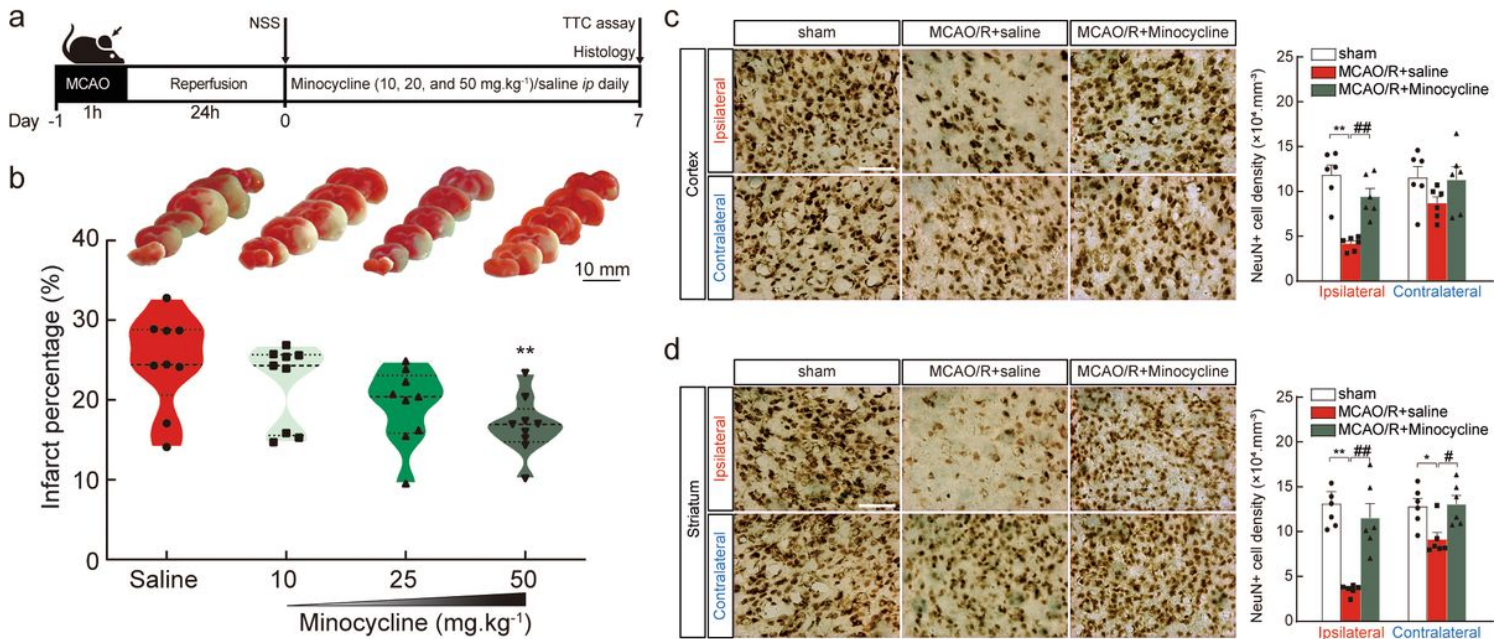 a
NSS
TTC assay
Histology
MCAO
Reperfusion
Minocycline (10, 20, and 50 mg.kg⁻¹)/saline ip daily
1h
24h
Day -1
0
7
b
10 mm
Infarct percentage (%)
40
30
20
10
0
**
Saline
10
25
50
Minocycline (mg.kg⁻¹)
c
sham
MCAO/R+saline
MCAO/R+Minocycline
Cortex
Ipsilateral
Contralateral
sham
MCAO/R+saline
MCAO/R+Minocycline
NeuN+ cell density (×10⁴.mm⁻³)
25
20
15
10
5
0
** ##
Ipsilateral
Contralateral
d
sham
MCAO/R+saline
MCAO/R+Minocycline
Striatum
Ipsilateral
Contralateral
sham
MCAO/R+saline
MCAO/R+Minocycline
NeuN+ cell density (×10⁴.mm⁻³)
25
20
15
10
5
0
** ##
* #
Ipsilateral
Contralateral